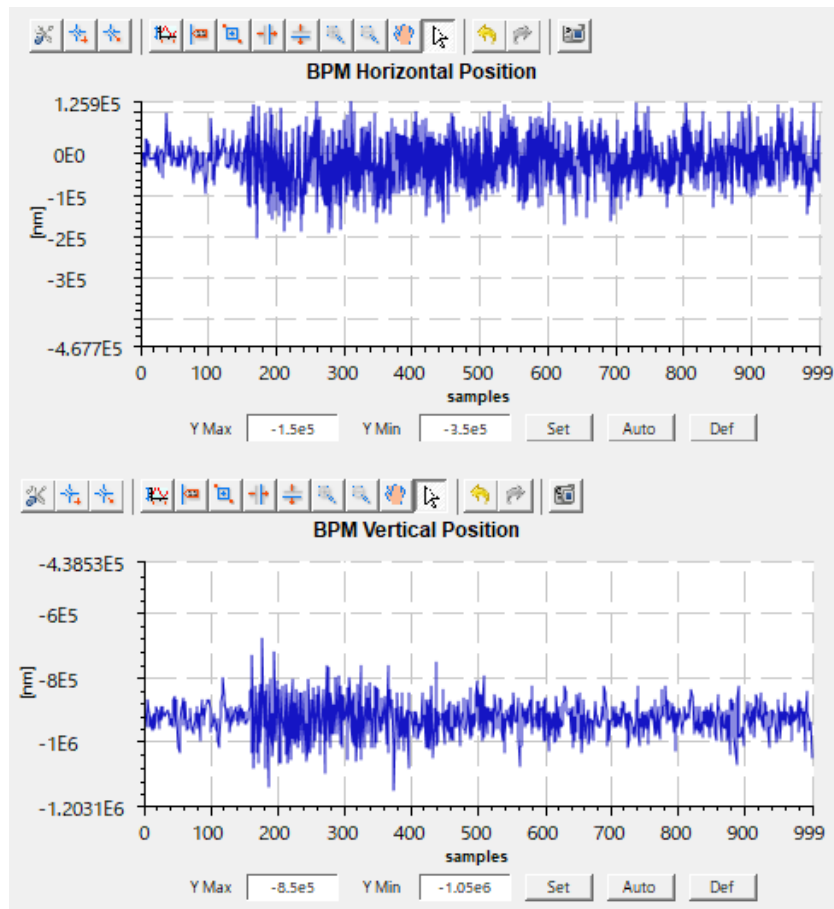 BPM Horizontal Position
1.259E5
0E0
-1E5
-2E5
-3E5
-4.677E5
[nm]
0 100 200 300 400 500 600 700 800 900 999
samples
Y Max -1.5e5 Y Min -3.5e5 Set Auto Def
BPM Vertical Position
-4.3853E5
-6E5
-8E5
-1E6
-1.2031E6
[nm]
0 100 200 300 400 500 600 700 800 900 999
samples
Y Max -8.5e5 Y Min -1.05e6 Set Auto Def